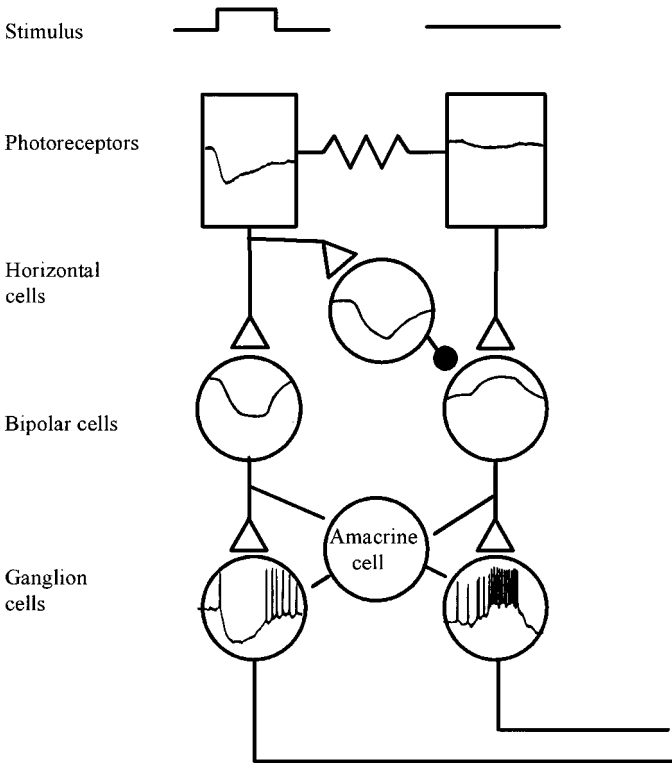 Stimulus
Photoreceptors
Horizontal
cells
Bipolar cells
Amacrine
cell
Ganglion
cells